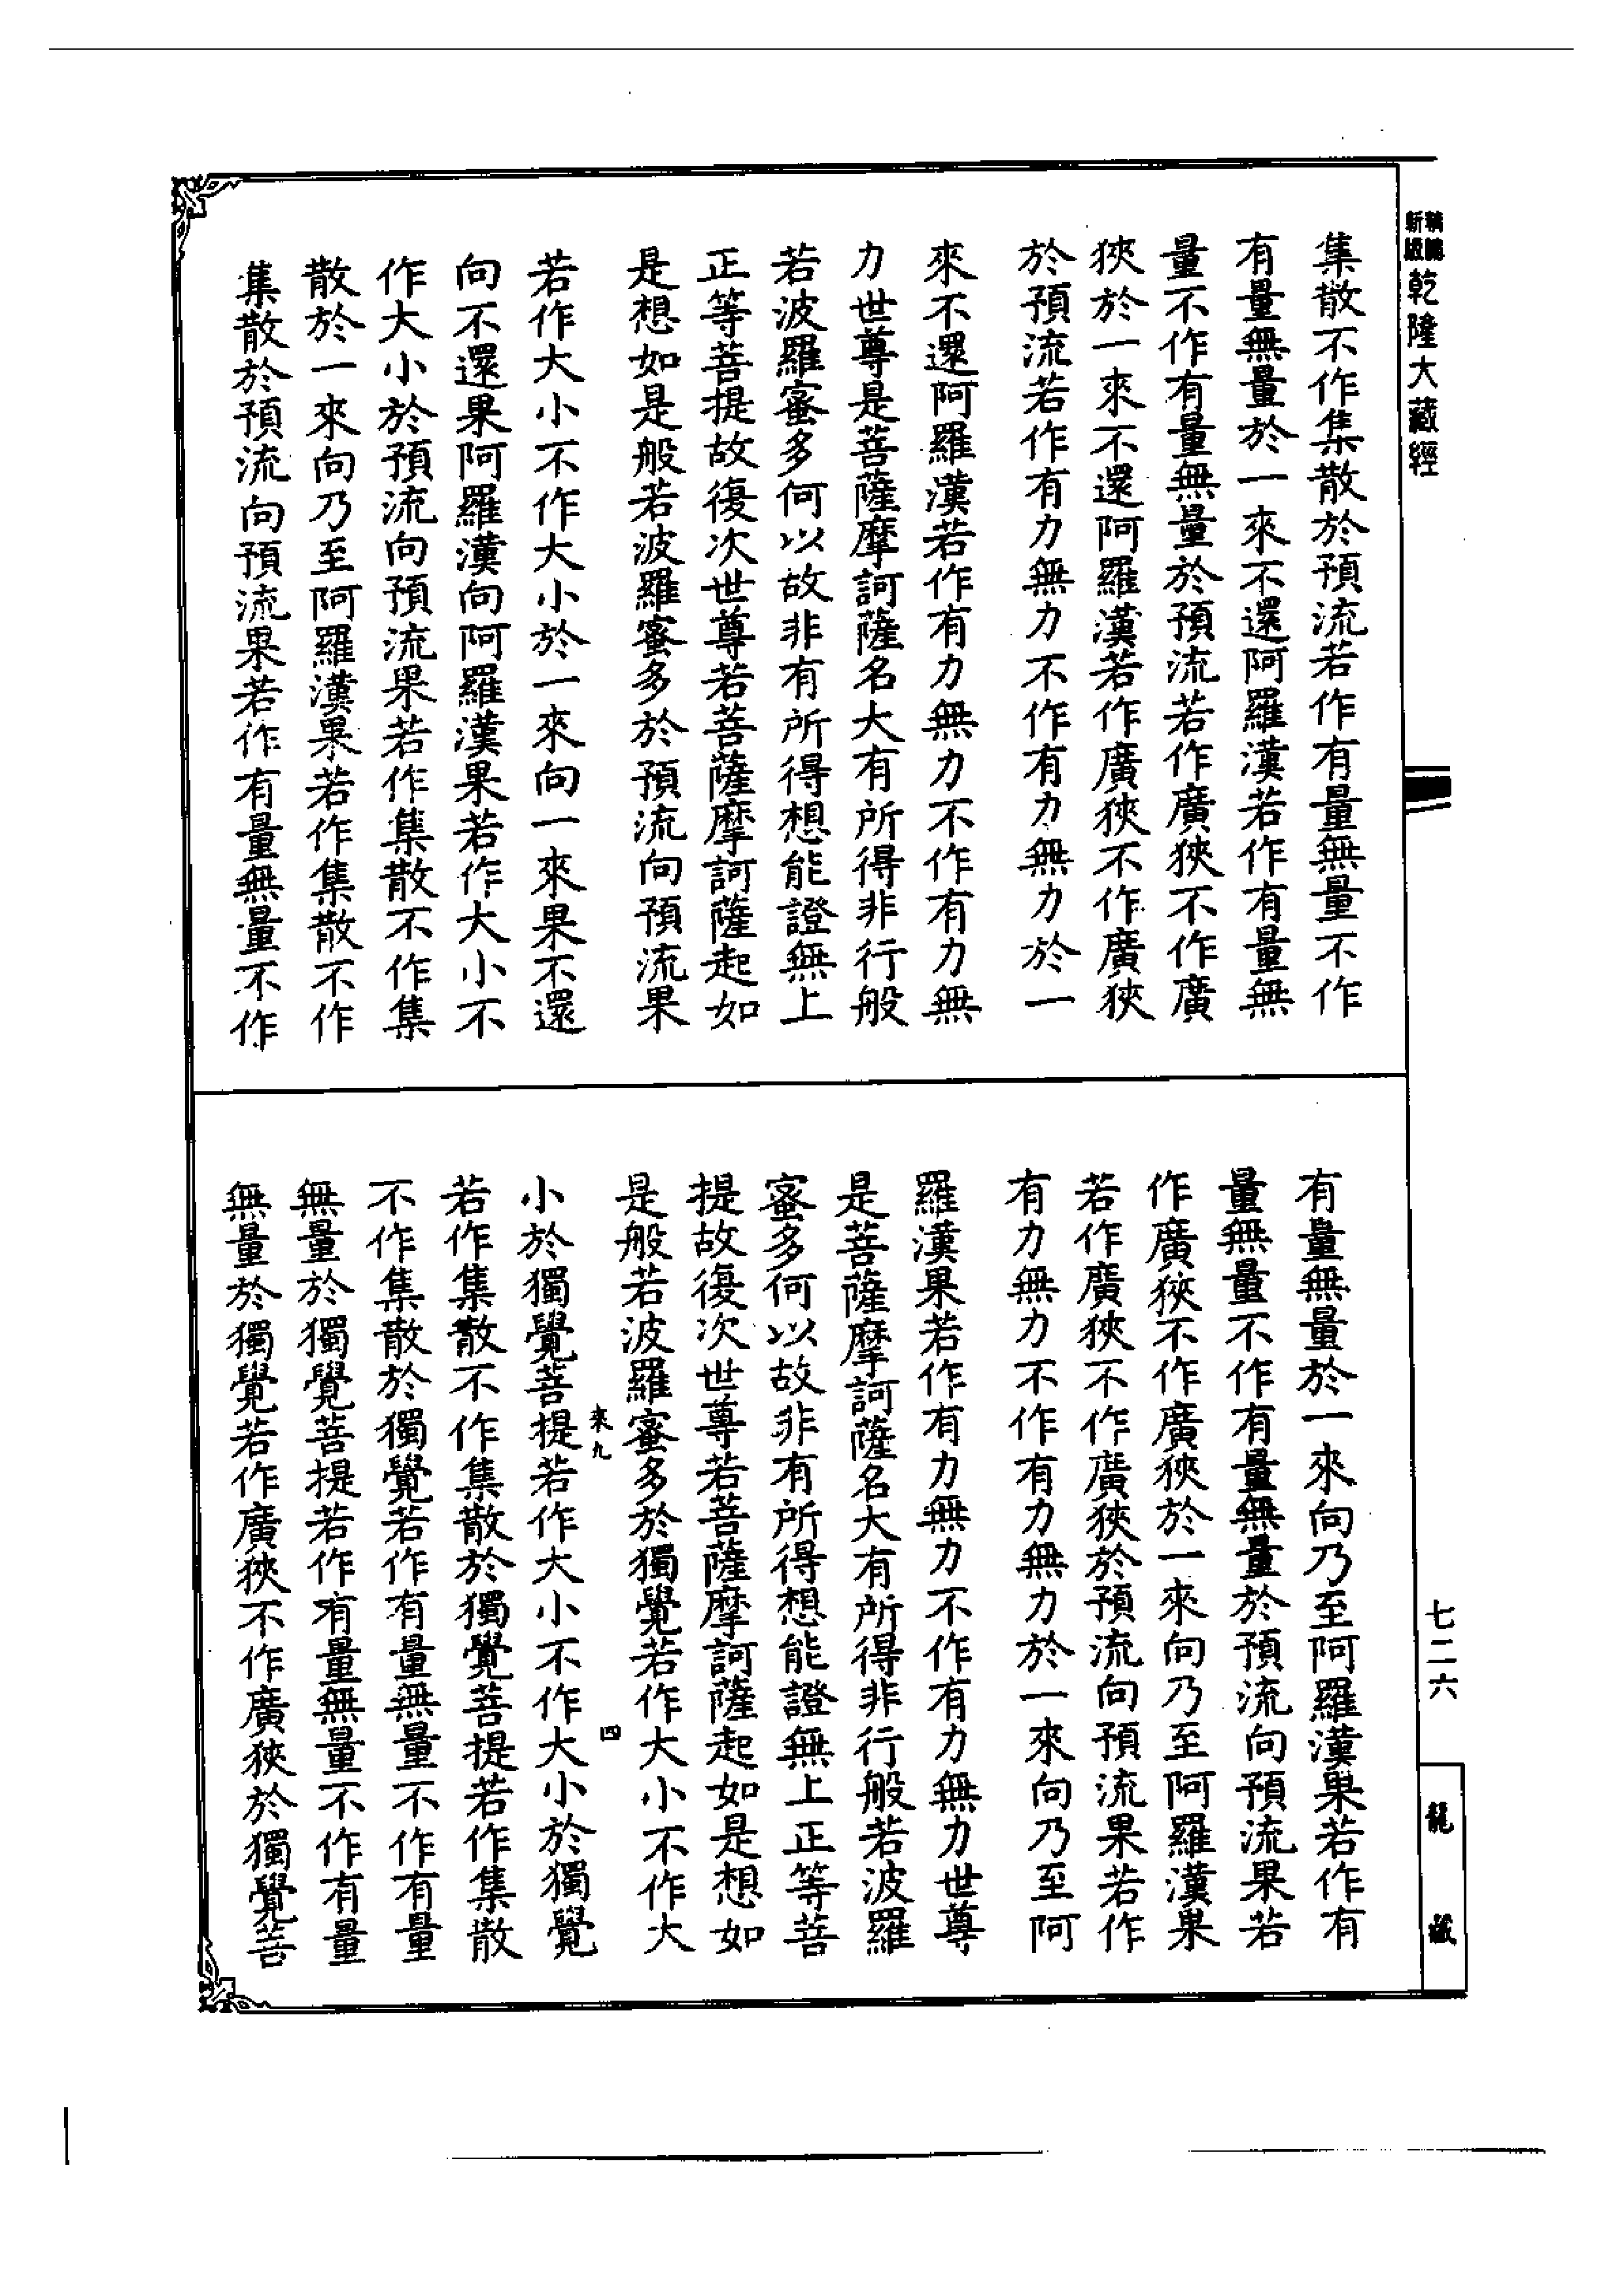 新編縮版乾隆大藏經
集散不作集散於預流若作有量無量不作
有量無量於一來不還阿羅漢若作有量無
量不作有量無量於預流若作廣狹不作廣
狹於一來不還阿羅漢若作廣狹不作廣狹
於預流若作有力無力不作有力無力於一
來不還阿羅漢若作有力無力不作有力無
力世尊是菩薩摩訶薩名大有所得非行般
若波羅蜜多何以故非有所得想能證無上
正等菩提故復次世尊若菩薩摩訶薩起如
是想如是般若波羅蜜多於預流向預流果
若作大小不作大小於一來向一來果不還
向不還果阿羅漢向阿羅漢果若作大小不
作大小於預流向預流果若作集散不作集
散於一來向乃至阿羅漢果若作集散不作
集散於預流向預流果若作有量無量不作
有量無量於一來向乃至阿羅漢果若作有
量無量不作有量無量於預流向預流果若
作廣狹不作廣狹於一來向乃至阿羅漢果
若作廣狹不作廣狹於預流向預流果若作
有力無力不作有力無力於一來向乃至阿
羅漢果若作有力無力不作有力無力世尊
是菩薩摩訶薩名大有所得非行般若波羅
蜜多何以故非有所得想能證無上正等菩
提故復次世尊若菩薩摩訶薩起如是想如
是般若波羅蜜多於獨覺若作大小不作大
來九 四
小於獨覺菩提若作大小不作大小於獨覺
若作集散不作集散於獨覺菩提若作集散
不作集散於獨覺若作有量無量不作有量
無量於獨覺菩提若作有量無量不作有量
無量於獨覺若作廣狹不作廣狹於獨覺菩
七二六
龍藏